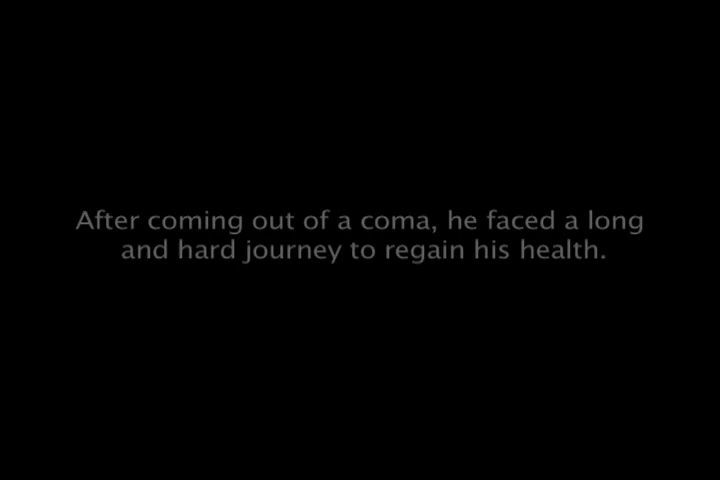 After coming out of a coma, he faced a long
and hard journey to regain his health.